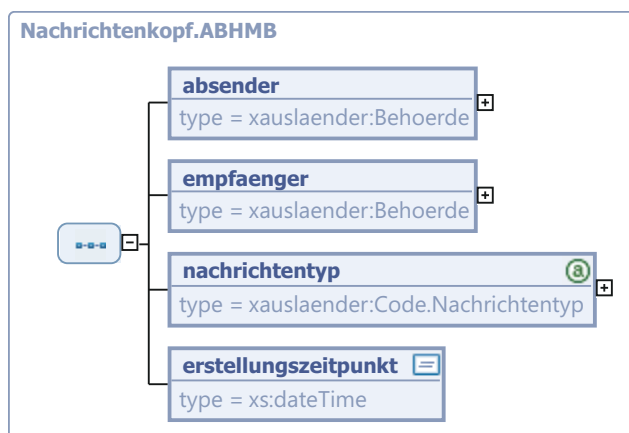 Nachrichtenkopf.ABHMB
absender
type = xauslaender:Behoerde
empfaenger
type = xauslaender:Behoerde
nachrichtentyp
type = xauslaender:Code.Nachrichtentyp
erstellungszeitpunkt
type = xs:dateTime